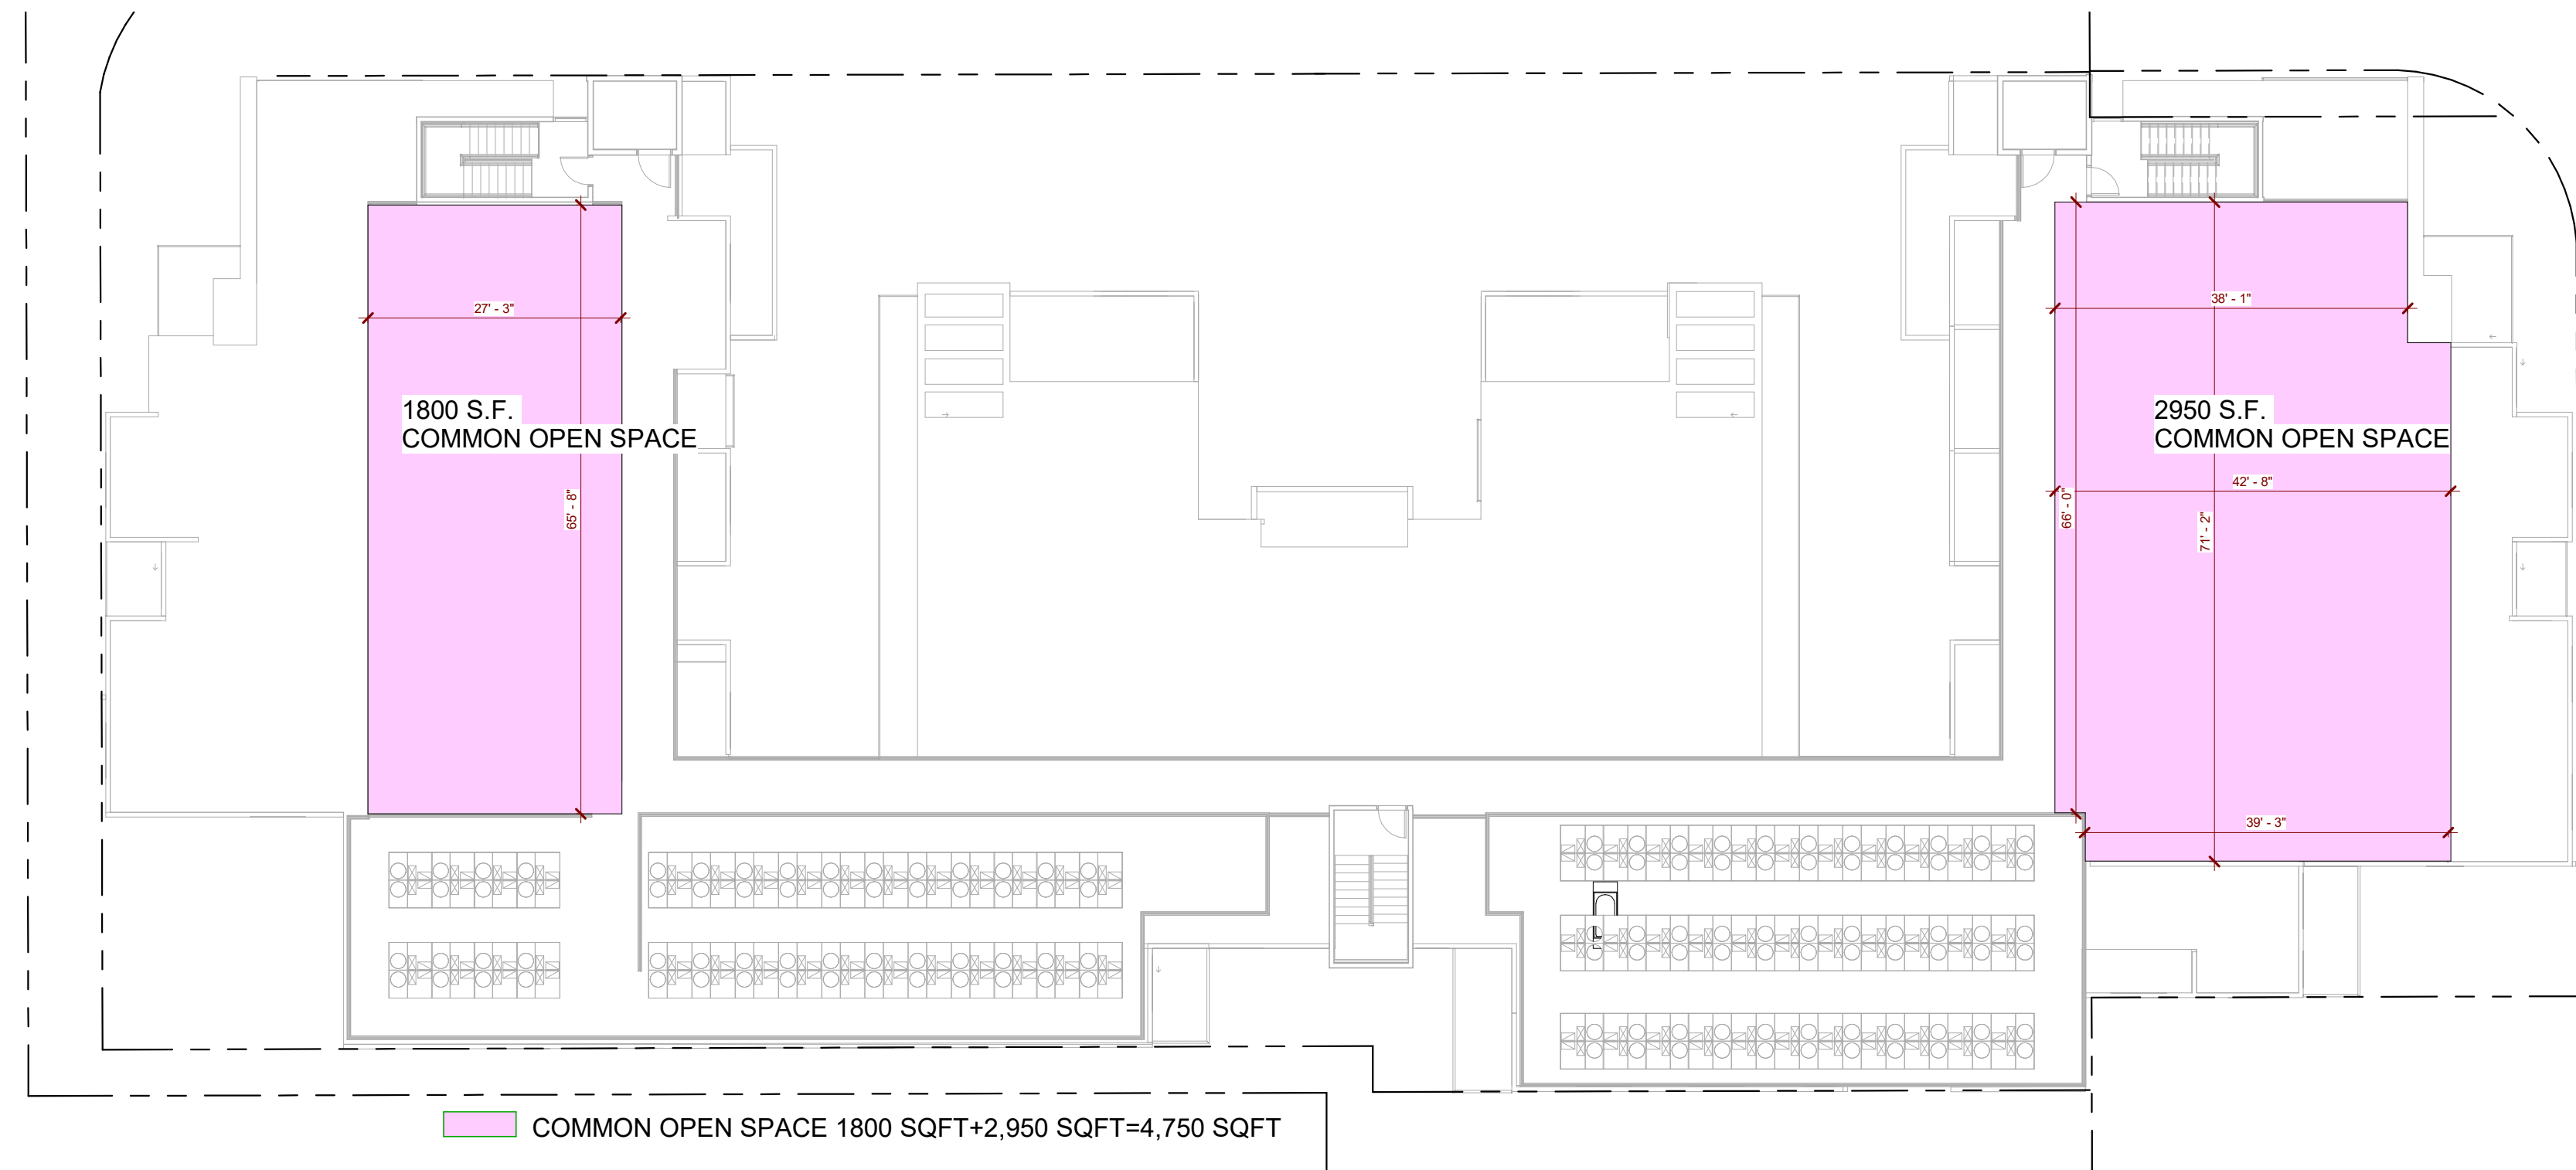 27' - 3"
38' - 1"
1800 S.F.
COMMON OPEN SPACE
2950 S.F.
COMMON OPEN SPACE
42' - 8"
65' - 8"
66' - 0"
71' - 2"
39' - 3"
COMMON OPEN SPACE 1800 SQFT+2,950 SQFT=4,750 SQFT